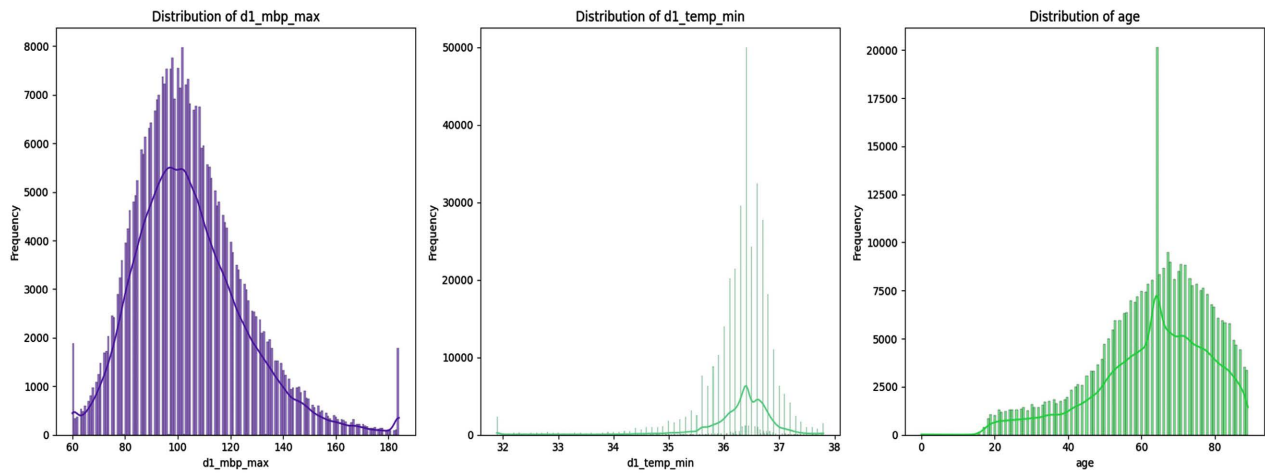 Distribution of d1_mbp_max
Frequency
8000
7000
6000
5000
4000
3000
2000
1000
0
60 80 100 120 140 160 180
d1_mbp_max
Distribution of d1_temp_min
Frequency
50000
40000
30000
20000
10000
0
32 33 34 35 36 37 38
d1_temp_min
Distribution of age
Frequency
20000
17500
15000
12500
10000
7500
5000
2500
0
0 20 40 60 80
age